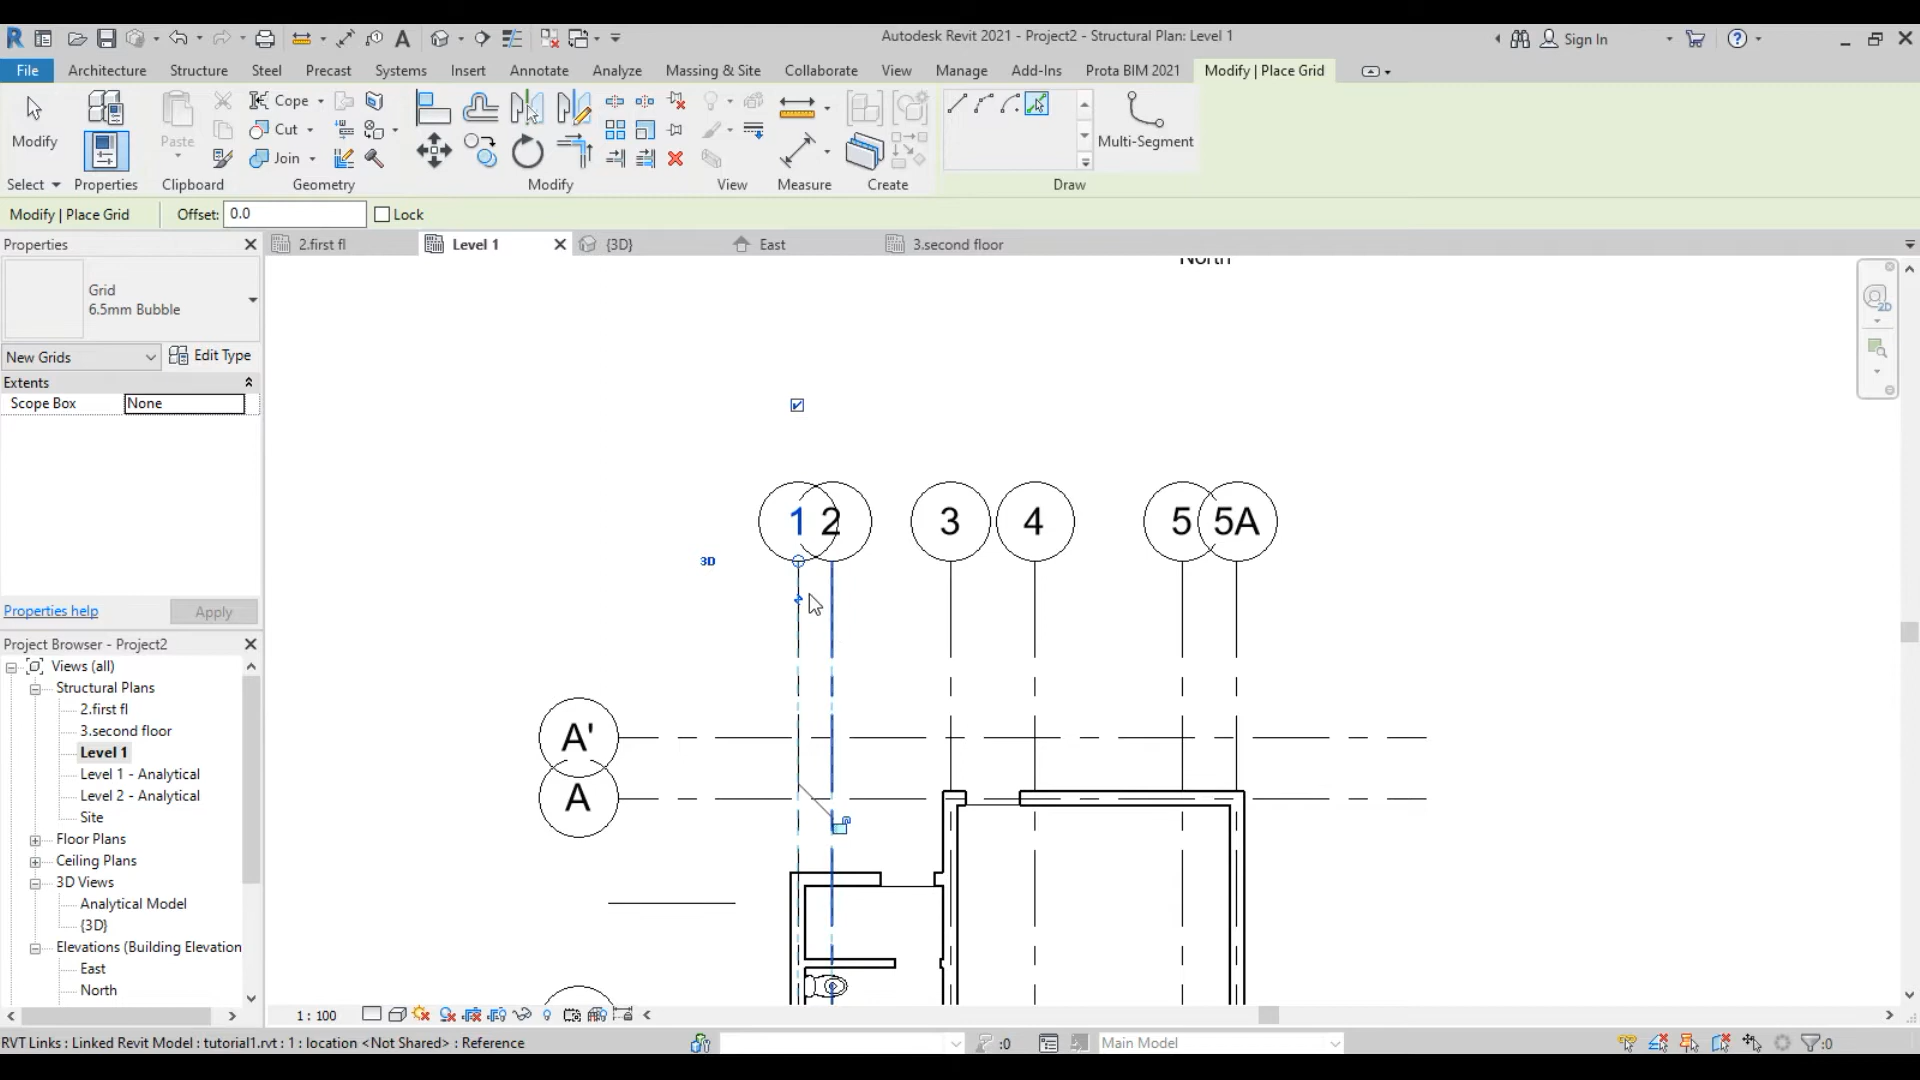 Autodesk Revit 2021 - Project2 - Structural Plan: Level 1
Sign In
File Architecture Structure Steel Precast Systems Insert Annotate Analyze Massing & Site Collaborate View Manage Add-Ins Prota BIM 2021 Modify | Place Grid
Modify
Paste
Cope
Cut
Join
Multi-Segment
Select Properties Clipboard Geometry Modify View Measure Create Draw
Modify | Place Grid Offset: 0.0 Lock
Properties
2.first fl
Level 1
{3D}
East
3.second floor
North
Grid
6.5mm Bubble
New Grids Edit Type
Extents
Scope Box None
Properties help Apply
1 2 3 4 5 5A
3D
A'
A
2D
Project Browser - Project2
Views (all)
Structural Plans
2.first fl
3.second floor
Level 1
Level 1 - Analytical
Level 2 - Analytical
Site
Floor Plans
Ceiling Plans
3D Views
Analytical Model
{3D}
Elevations (Building Elevation
East
North
1 : 100
RVT Links : Linked Revit Model : tutorial1.rvt : 1 : location <Not Shared> : Reference
:0
Main Model
:0